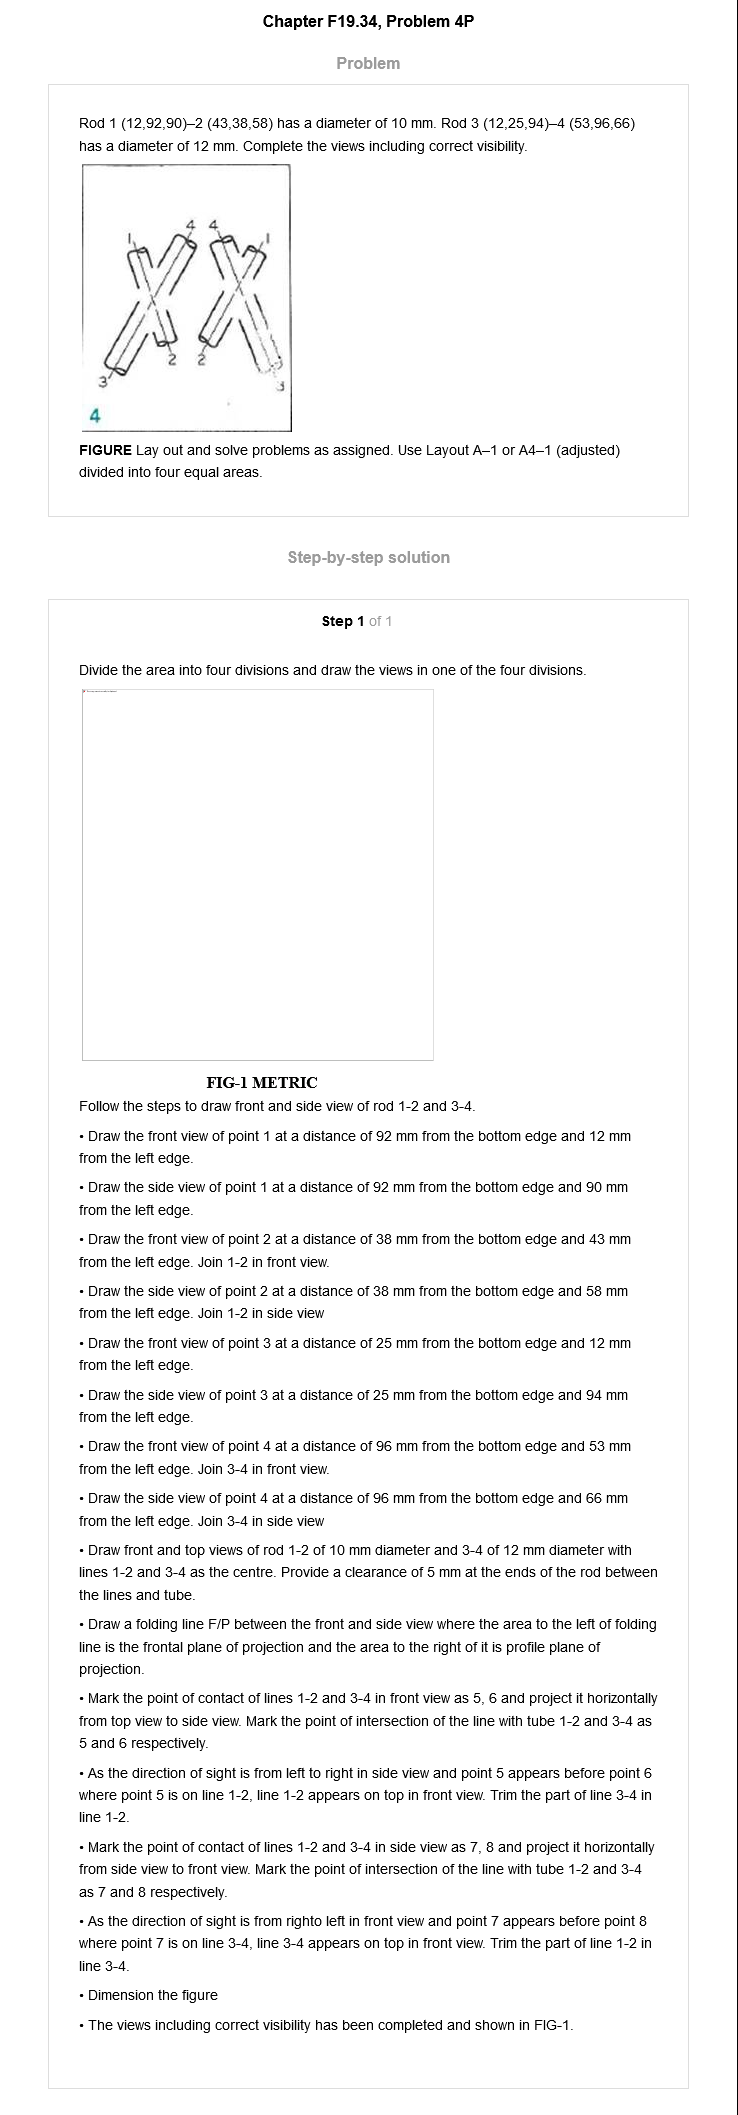 Chapter F19.34, Problem 4P
Problem
Rod 1 (12,92,90)–2 (43,38,58) has a diameter of 10 mm. Rod 3 (12,25,94)–4 (53,96,66)
has a diameter of 12 mm. Complete the views including correct visibility.
4 4
1 1
2 2
3 3
4
FIGURE Lay out and solve problems as assigned. Use Layout A–1 or A4–1 (adjusted)
divided into four equal areas.
Step-by-step solution
Step 1 of 1
Divide the area into four divisions and draw the views in one of the four divisions.
FIG-1 METRIC
Follow the steps to draw front and side view of rod 1-2 and 3-4.
• Draw the front view of point 1 at a distance of 92 mm from the bottom edge and 12 mm
from the left edge.
• Draw the side view of point 1 at a distance of 92 mm from the bottom edge and 90 mm
from the left edge.
• Draw the front view of point 2 at a distance of 38 mm from the bottom edge and 43 mm
from the left edge. Join 1-2 in front view.
• Draw the side view of point 2 at a distance of 38 mm from the bottom edge and 58 mm
from the left edge. Join 1-2 in side view
• Draw the front view of point 3 at a distance of 25 mm from the bottom edge and 12 mm
from the left edge.
• Draw the side view of point 3 at a distance of 25 mm from the bottom edge and 94 mm
from the left edge.
• Draw the front view of point 4 at a distance of 96 mm from the bottom edge and 53 mm
from the left edge. Join 3-4 in front view.
• Draw the side view of point 4 at a distance of 96 mm from the bottom edge and 66 mm
from the left edge. Join 3-4 in side view
• Draw front and top views of rod 1-2 of 10 mm diameter and 3-4 of 12 mm diameter with
lines 1-2 and 3-4 as the centre. Provide a clearance of 5 mm at the ends of the rod between
the lines and tube.
• Draw a folding line F/P between the front and side view where the area to the left of folding
line is the frontal plane of projection and the area to the right of it is profile plane of
projection.
• Mark the point of contact of lines 1-2 and 3-4 in front view as 5, 6 and project it horizontally
from top view to side view. Mark the point of intersection of the line with tube 1-2 and 3-4 as
5 and 6 respectively.
• As the direction of sight is from left to right in side view and point 5 appears before point 6
where point 5 is on line 1-2, line 1-2 appears on top in front view. Trim the part of line 3-4 in
line 1-2.
• Mark the point of contact of lines 1-2 and 3-4 in side view as 7, 8 and project it horizontally
from side view to front view. Mark the point of intersection of the line with tube 1-2 and 3-4
as 7 and 8 respectively.
• As the direction of sight is from righto left in front view and point 7 appears before point 8
where point 7 is on line 3-4, line 3-4 appears on top in front view. Trim the part of line 1-2 in
line 3-4.
• Dimension the figure
• The views including correct visibility has been completed and shown in FIG-1.